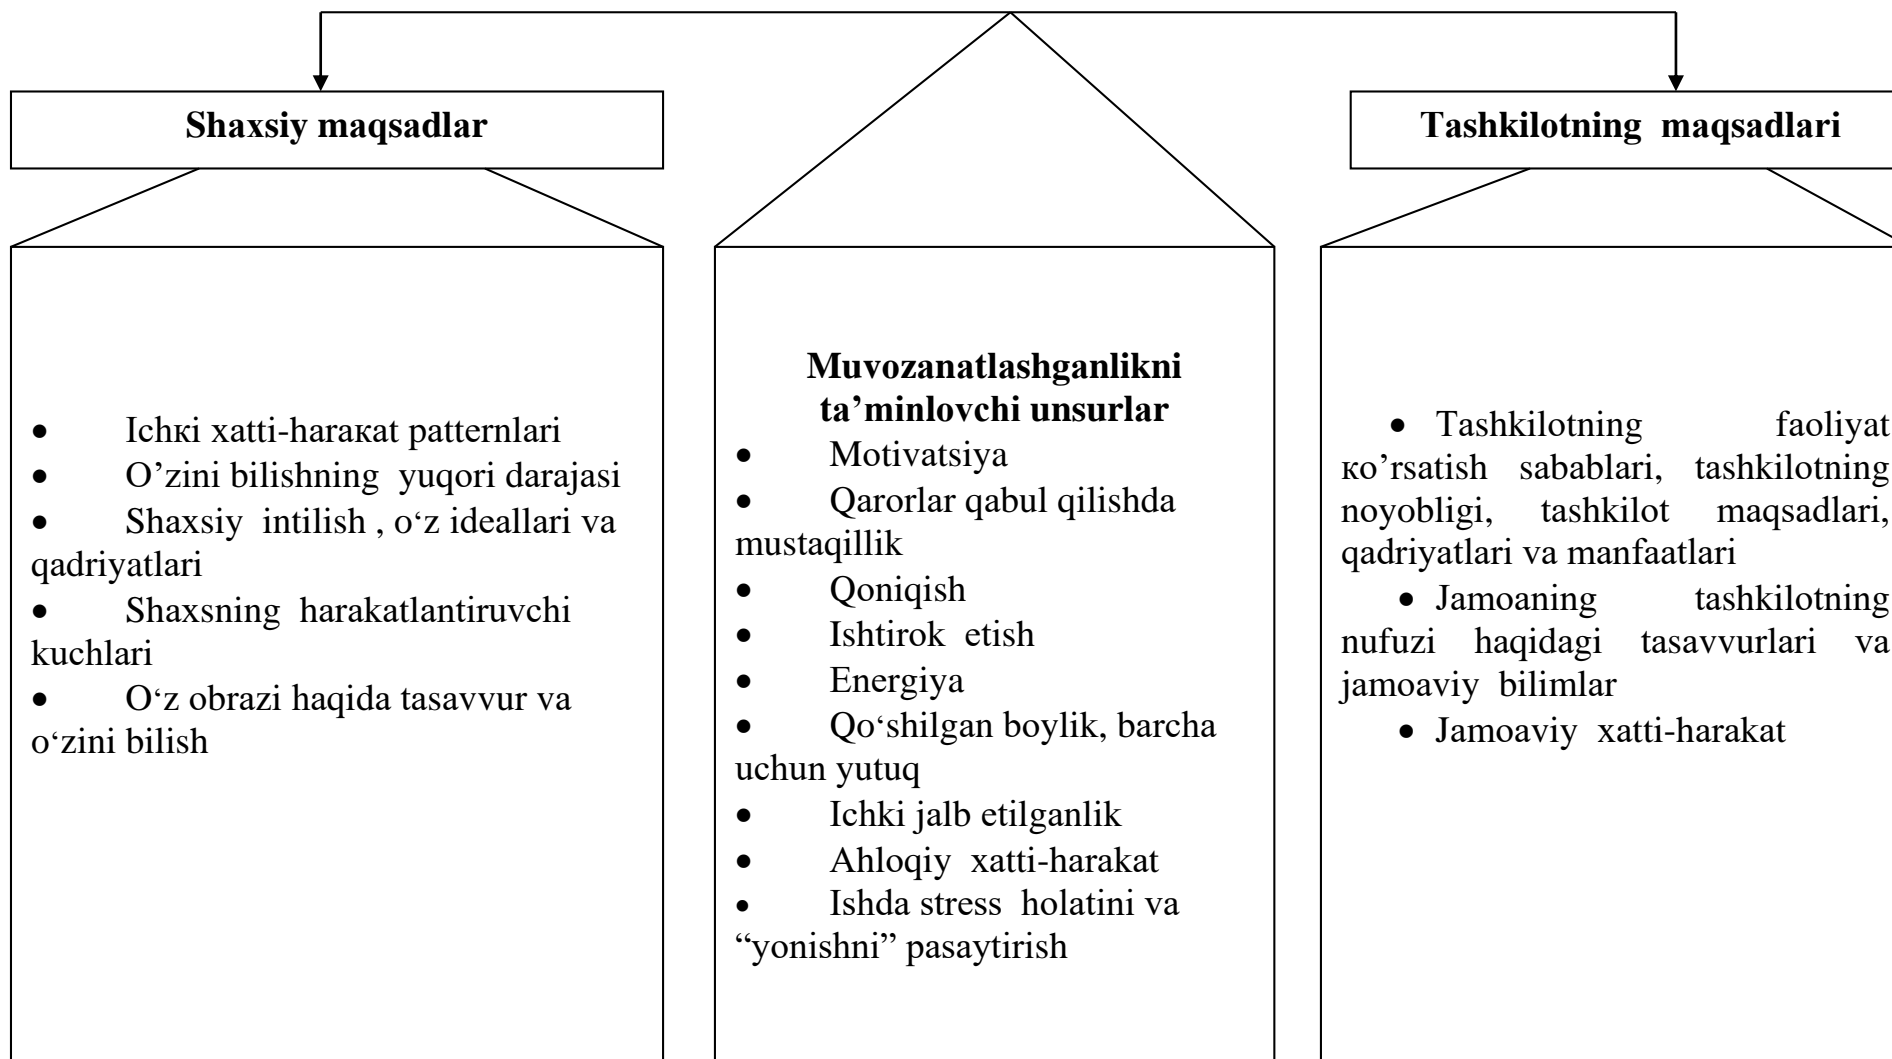 Shaxsiy maqsadlar
Tashkilotning maqsadlari
• Ichкi xatti-haraкat patternlari
• O’zini bilishning yuqori darajasi
• Shaxsiy intilish , o‘z ideallari va
qadriyatlari
• Shaxsning harakatlantiruvchi
kuchlari
• O‘z obrazi haqida tasavvur va
o‘zini bilish
Muvozanatlashganlikni
ta’minlovchi unsurlar
• Motivatsiya
• Qarorlar qabul qilishda
mustaqillik
• Qoniqish
• Ishtirok etish
• Energiya
• Qo‘shilgan boylik, barcha
uchun yutuq
• Ichki jalb etilganlik
• Ahloqiy xatti-harakat
• Ishda stress holatini va
“yonishni” pasaytirish
• Tashkilotning faoliyat
кo’rsatish sabablari, tashkilotning
noyobligi, tashkilot maqsadlari,
qadriyatlari va manfaatlari
• Jamoaning tashkilotning
nufuzi haqidagi tasavvurlari va
jamoaviy bilimlar
• Jamoaviy xatti-harakat